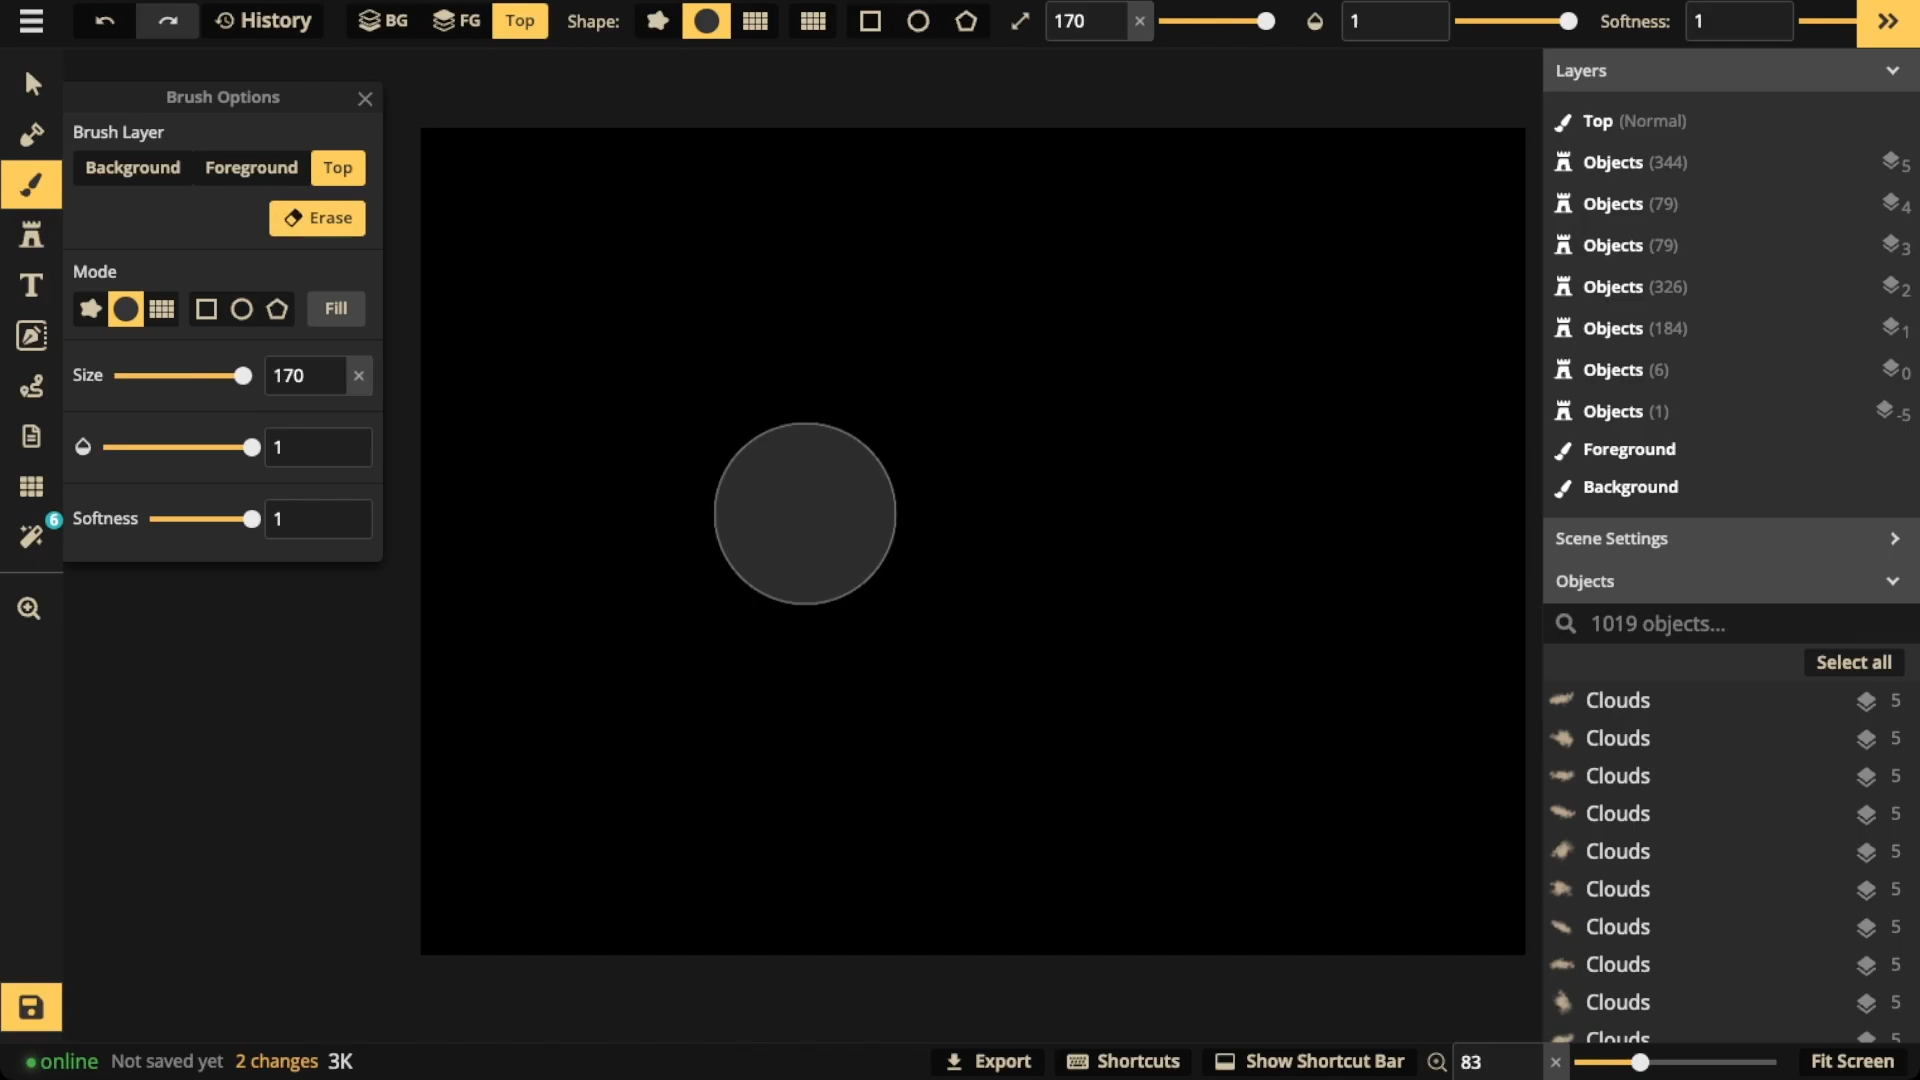 History BG FG Top Shape: 170 × 1 Softness: 1
Brush Options
Brush Layer
Background Foreground Top
Erase
Mode
Fill
Size 170 ×
1
Softness 1
6
Layers
Top (Normal)
Objects (344) 5
Objects (79) 4
Objects (79) 3
Objects (326) 2
Objects (184) 1
Objects (6) 0
Objects (1) -5
Foreground
Background
Scene Settings
Objects
1019 objects...
Select all
Clouds 5
Clouds 5
Clouds 5
Clouds 5
Clouds 5
Clouds 5
Clouds 5
Clouds 5
Clouds 5
Clouds 5
online Not saved yet 2 changes 3K Export Shortcuts Show Shortcut Bar 83 × Fit Screen